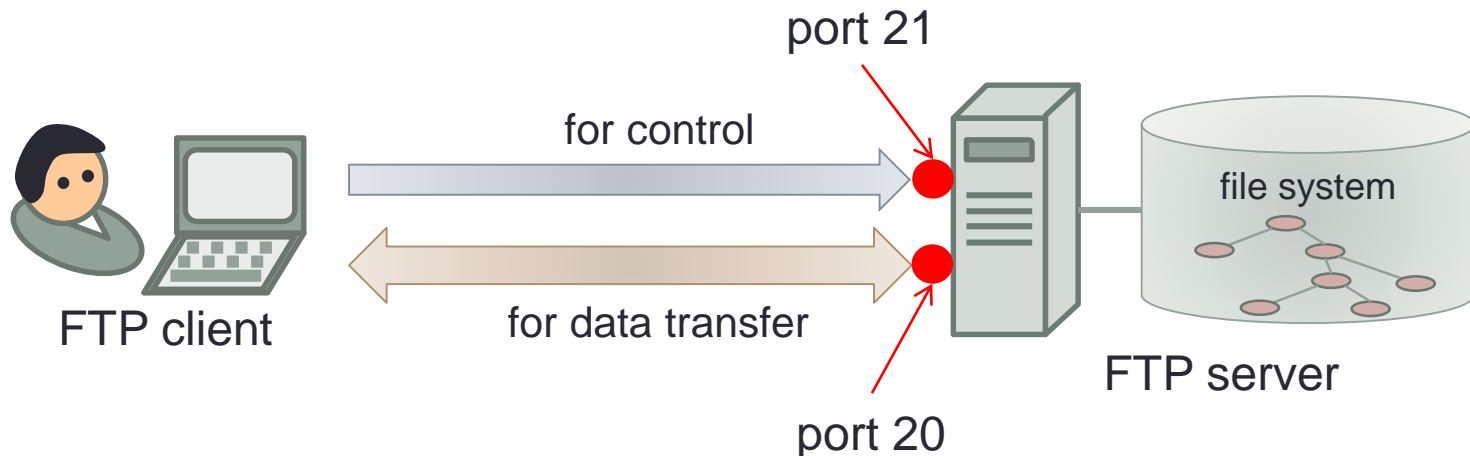 port 21
for control
file system
FTP client
for data transfer
FTP server
port 20